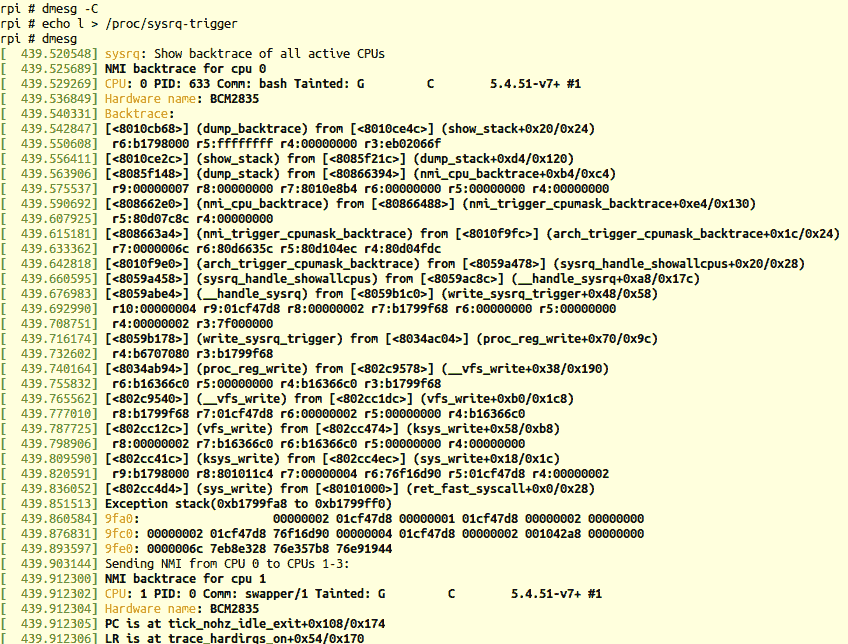 rpi # dmesg -C
rpi # echo l > /proc/sysrq-trigger
rpi # dmesg
[  439.520548] sysrq: Show backtrace of all active CPUs
[  439.525689] NMI backtrace for cpu 0
[  439.529269] CPU: 0 PID: 633 Comm: bash Tainted: G         C        5.4.51-v7+ #1
[  439.536849] Hardware name: BCM2835
[  439.540331] Backtrace:
[  439.542847] [<8010cb68>] (dump_backtrace) from [<8010ce4c>] (show_stack+0x20/0x24)
[  439.550608]  r6:b1798000 r5:ffffffff r4:00000000 r3:eb02066f
[  439.556411] [<8010ce2c>] (show_stack) from [<8085f21c>] (dump_stack+0xd4/0x120)
[  439.563906] [<8085f148>] (dump_stack) from [<80866394>] (nmi_cpu_backtrace+0xb4/0xc4)
[  439.575537]  r9:00000007 r8:00000000 r7:8010e8b4 r6:00000000 r5:00000000 r4:00000000
[  439.590692] [<808662e0>] (nmi_cpu_backtrace) from [<80866488>] (nmi_trigger_cpumask_backtrace+0xe4/0x130)
[  439.607925]  r5:80d07c8c r4:00000000
[  439.615181] [<808663a4>] (nmi_trigger_cpumask_backtrace) from [<8010f9fc>] (arch_trigger_cpumask_backtrace+0x1c/0x24)
[  439.633362]  r7:0000006c r6:80d6635c r5:80d104ec r4:80d04fdc
[  439.642818] [<8010f9e0>] (arch_trigger_cpumask_backtrace) from [<8059a478>] (sysrq_handle_showallcpus+0x20/0x28)
[  439.660595] [<8059a458>] (sysrq_handle_showallcpus) from [<8059ac8c>] (__handle_sysrq+0xa8/0x17c)
[  439.676983] [<8059abe4>] (__handle_sysrq) from [<8059b1c0>] (write_sysrq_trigger+0x48/0x58)
[  439.692990]  r10:00000004 r9:01cf47d8 r8:00000002 r7:b1799f68 r6:00000000 r5:00000000
[  439.708751]  r4:00000002 r3:7f000000
[  439.716174] [<8059b178>] (write_sysrq_trigger) from [<8034ac04>] (proc_reg_write+0x70/0x9c)
[  439.732602]  r4:b6707080 r3:b1799f68
[  439.740164] [<8034ab94>] (proc_reg_write) from [<802c9578>] (__vfs_write+0x38/0x190)
[  439.755832]  r6:b16366c0 r5:00000000 r4:b16366c0 r3:b1799f68
[  439.765562] [<802c9540>] (__vfs_write) from [<802cc1dc>] (vfs_write+0xb0/0x1c8)
[  439.777010]  r8:b1799f68 r7:01cf47d8 r6:00000002 r5:00000000 r4:b16366c0
[  439.787725] [<802cc12c>] (vfs_write) from [<802cc474>] (ksys_write+0x58/0xb8)
[  439.798906]  r8:00000002 r7:b16366c0 r6:b16366c0 r5:00000000 r4:00000000
[  439.809590] [<802cc41c>] (ksys_write) from [<802cc4ec>] (sys_write+0x18/0x1c)
[  439.820591]  r9:b1798000 r8:801011c4 r7:00000004 r6:76f16d90 r5:01cf47d8 r4:00000002
[  439.836052] [<802cc4d4>] (sys_write) from [<80101000>] (ret_fast_syscall+0x0/0x28)
[  439.851513] Exception stack(0xb1799fa8 to 0xb1799ff0)
[  439.860584] 9fa0:                   00000002 01cf47d8 00000001 01cf47d8 00000002 00000000
[  439.876831] 9fc0: 00000002 01cf47d8 76f16d90 00000004 01cf47d8 00000002 001042a8 00000000
[  439.893597] 9fe0: 0000006c 7eb8e328 76e357b8 76e91944
[  439.903144] Sending NMI from CPU 0 to CPUs 1-3:
[  439.912300] NMI backtrace for cpu 1
[  439.912302] CPU: 1 PID: 0 Comm: swapper/1 Tainted: G         C        5.4.51-v7+ #1
[  439.912304] Hardware name: BCM2835
[  439.912305] PC is at tick_nohz_idle_exit+0x108/0x174
[  439.912306] LR is at trace_hardirqs_on+0x54/0x170